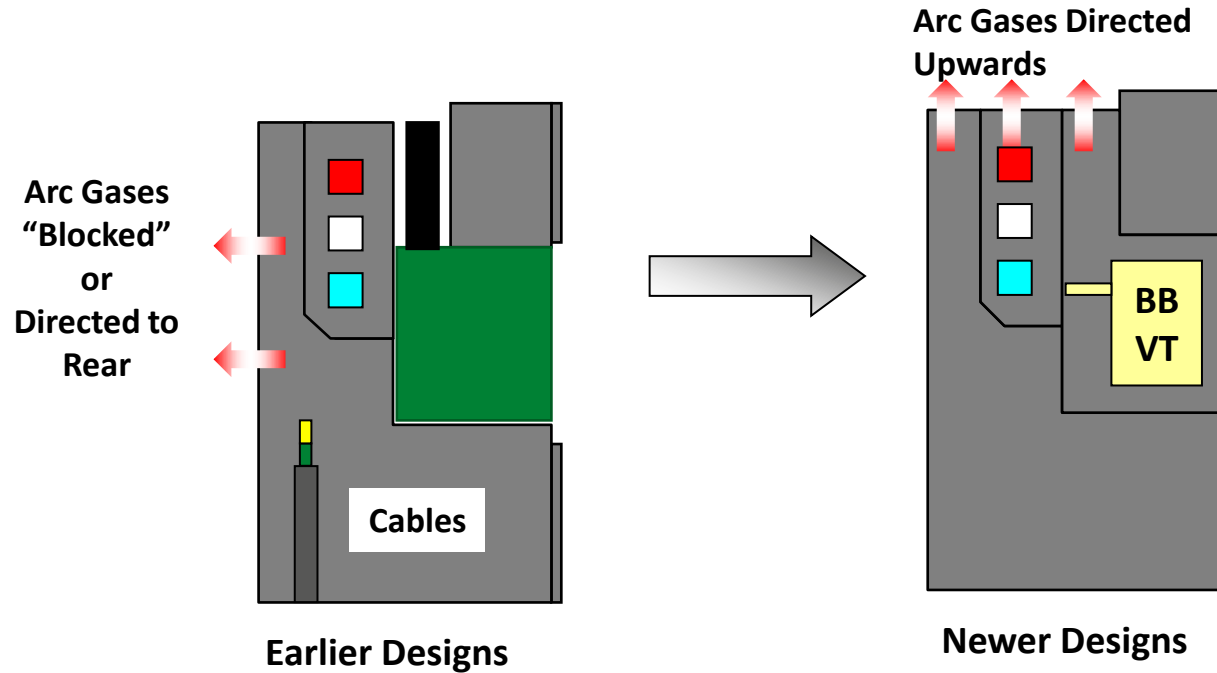 Arc Gases
“Blocked”
or
Directed to
Rear
Cables
Earlier Designs
Arc Gases Directed
Upwards
BB
VT
Newer Designs